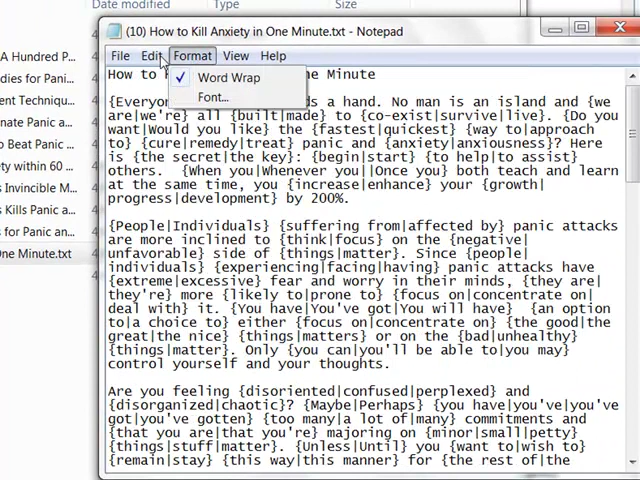 Date modified Type Size
(10) How to Kill Anxiety in One Minute.txt - Notepad
File Edit Format View Help
Word Wrap
Font...
A Hundred P...
dies for Pani...
ent Technique...
inate Panic a...
ety within 60 ...
s Invincible M...
s Kills Panic a...
s for Panic an...
One Minute.txt
How to K ne Minute
{Everyon ds a hand. No man is an island and {we
are|we're} all {built|made} to {co-exist|survive|live}. {Do you
want|Would you like} the {fastest|quickest} {way to|approach
to} {cure|remedy|treat} panic and {anxiety|anxiousness}? Here
is {the secret|the key}: {begin|start} {to help|to assist}
others. {When you|Whenever you||Once you} both teach and learn
at the same time, you {increase|enhance} your {growth|
progress|development} by 200%.
{People|Individuals} {suffering from|affected by} panic attacks
are more inclined to {think|focus} on the {negative|
unfavorable} side of {things|matter}. Since {people|
individuals} {experiencing|facing|having} panic attacks have
{extreme|excessive} fear and worry in their minds, {they are|
they're} more {likely to|prone to} {focus on|concentrate on|
deal with} it. {You have|You've got|You will have} {an option
to|a choice to} either {focus on|concentrate on} {the good|the
great|the nice} {things|matters} or on the {bad|unhealthy}
{things|matter}. Only {you can|you'll be able to|you may}
control yourself and your thoughts.
Are you feeling {disoriented|confused|perplexed} and
{disorganized|chaotic}? {Maybe|Perhaps} {you have|you've|you've
got|you've gotten} {too many|a lot of|many} commitments and
{that you are|that you're} majoring on {minor|small|petty}
{things|stuff|matter}. {Unless|Until} {you want to|wish to}
{remain|stay} {this way|this manner} for {the rest of|the